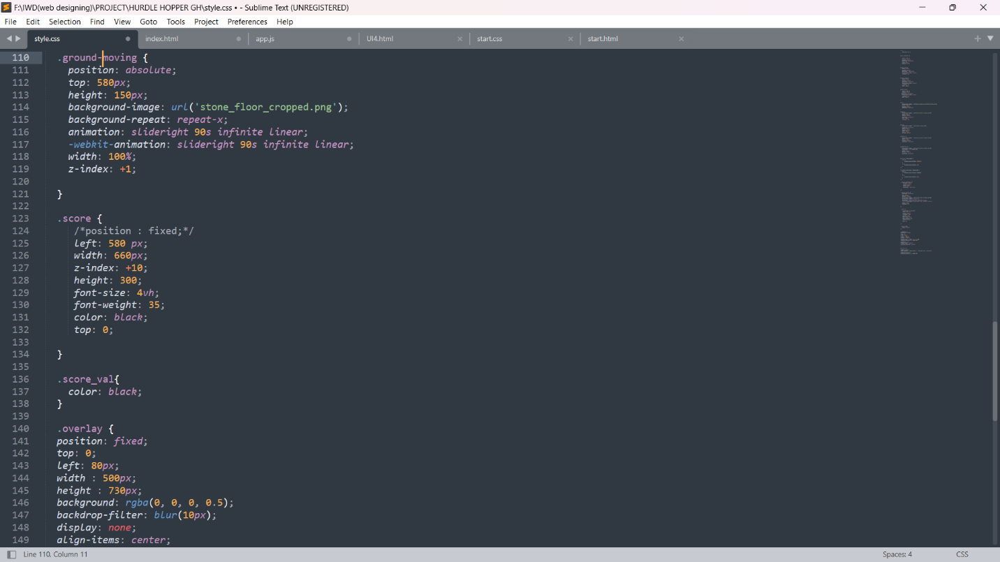 F:\IWD(web designing)\PROJECT\HURDLE HOPPER GH\style.css • - Sublime Text (UNREGISTERED)
File Edit Selection Find View Goto Tools Project Preferences Help
style.css index.html app.js UI4.html start.css start.html
110 .ground-moving {
111 position: absolute;
112 top: 580px;
113 height: 150px;
114 background-image: url('stone_floor_cropped.png');
115 background-repeat: repeat-x;
116 animation: slideright 90s infinite linear;
117 -webkit-animation: slideright 90s infinite linear;
118 width: 100%;
119 z-index: +1;
120
121 }
122
123 .score {
124 /*position : fixed;*/
125 left: 580 px;
126 width: 660px;
127 z-index: +10;
128 height: 300;
129 font-size: 4vh;
130 font-weight: 35;
131 color: black;
132 top: 0;
133
134 }
135
136 .score_val{
137 color: black;
138 }
139
140 .overlay {
141 position: fixed;
142 top: 0;
143 left: 80px;
144 width : 500px;
145 height : 730px;
146 background: rgba(0, 0, 0, 0.5);
147 backdrop-filter: blur(10px);
148 display: none;
149 align-items: center;
Line 110, Column 11 Spaces: 4 CSS